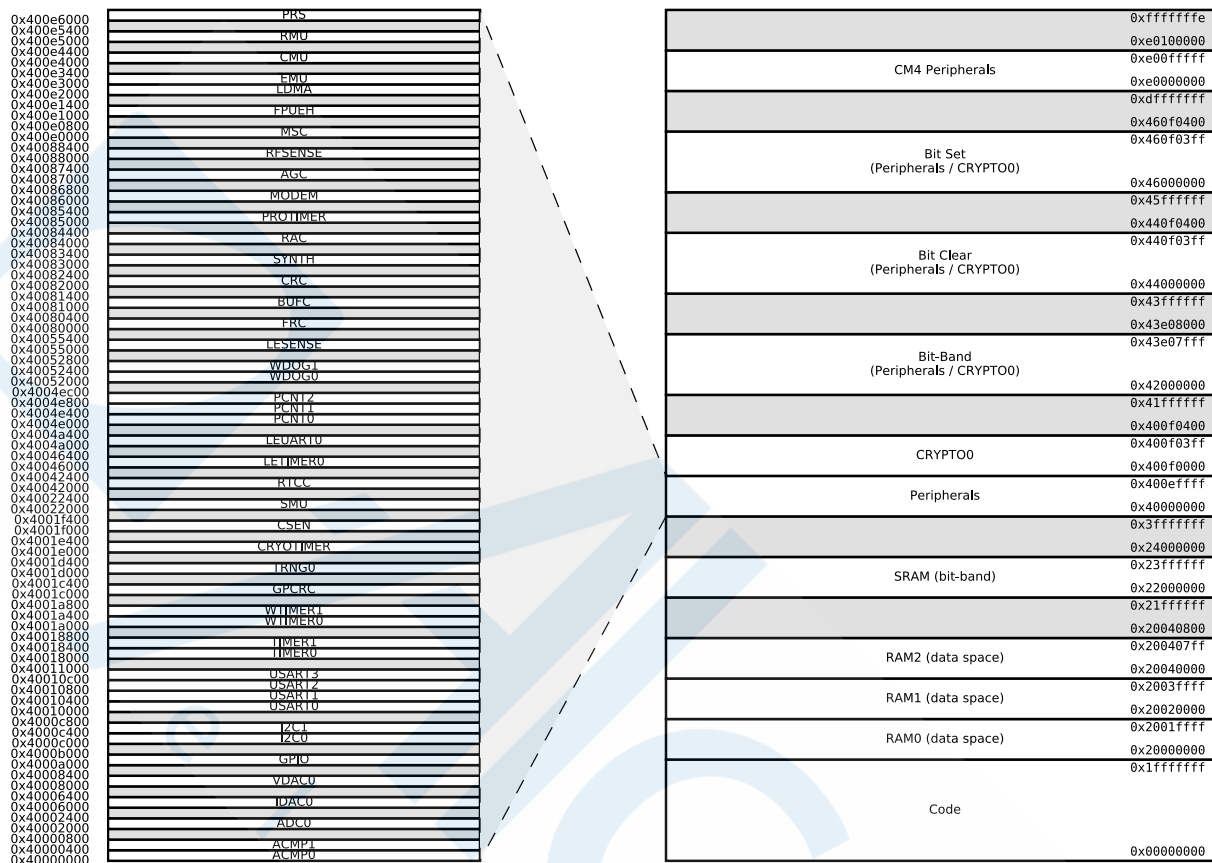 PRS
0x400e6000
0x400e5400
RMU
0x400e5000
0x400e4400
CMU
0x400e4000
0x400e3400
EMU
0x400e3000
LDMA
0x400e2000
0x400e1400
FPUEH
0x400e1000
0x400e0800
MSC
0x400e0000
0x40088400
RFSENSE
0x40088000
0x40087400
AGC
0x40087000
0x40086800
MODEM
0x40086000
0x40085400
PROTIMER
0x40085000
0x40084400
RAC
0x40084000
0x40083400
SYNTH
0x40083000
0x40082400
CRC
0x40082000
0x40081400
BUFC
0x40081000
0x40080400
FRC
0x40080000
0x40055400
LESENSE
0x40055000
0x40052800
WDOG1
0x40052400
WDOG0
0x40052000
0x4004ec00
PCNT2
0x4004e800
PCNT1
0x4004e400
PCNT0
0x4004e000
0x4004a400
LEUART0
0x4004a000
0x40046400
LETIMER0
0x40046000
0x40042400
RTCC
0x40042000
0x40022400
SMU
0x40022000
0x4001f400
CSEN
0x4001f000
0x4001e400
CRYOTIMER
0x4001e000
0x4001d400
TRNG0
0x4001d000
0x4001c400
GPCRC
0x4001c000
0x4001a800
WTIMER1
0x4001a400
WTIMER0
0x4001a000
0x40018800
TIMER1
0x40018400
TIMER0
0x40018000
0x40011000
USART3
0x40010c00
USART2
0x40010800
USART1
0x40010400
USART0
0x40010000
0x4000c800
I2C1
0x4000c400
I2C0
0x4000c000
0x4000b000
GPIO
0x4000a000
0x40008400
VDAC0
0x40008000
0x40006400
IDAC0
0x40006000
0x40002400
ADC0
0x40002000
0x40000800
ACMP1
0x40000400
ACMP0
0x40000000
0xfffffffe
0xe0100000
0xe00fffff
CM4 Peripherals
0xe0000000
0xdfffffff
0x460f0400
0x460f03ff
Bit Set
(Peripherals / CRYPTO0)
0x46000000
0x45ffffff
0x440f0400
0x440f03ff
Bit Clear
(Peripherals / CRYPTO0)
0x44000000
0x43ffffff
0x43e08000
0x43e07fff
Bit-Band
(Peripherals / CRYPTO0)
0x42000000
0x41ffffff
0x400f0400
0x400f03ff
CRYPTO0
0x400f0000
0x400effff
Peripherals
0x40000000
0x3fffffff
0x24000000
0x23ffffff
SRAM (bit-band)
0x22000000
0x21ffffff
0x20040800
0x200407ff
RAM2 (data space)
0x20040000
0x2003ffff
RAM1 (data space)
0x20020000
0x2001ffff
RAM0 (data space)
0x20000000
0x1fffffff
Code
0x00000000